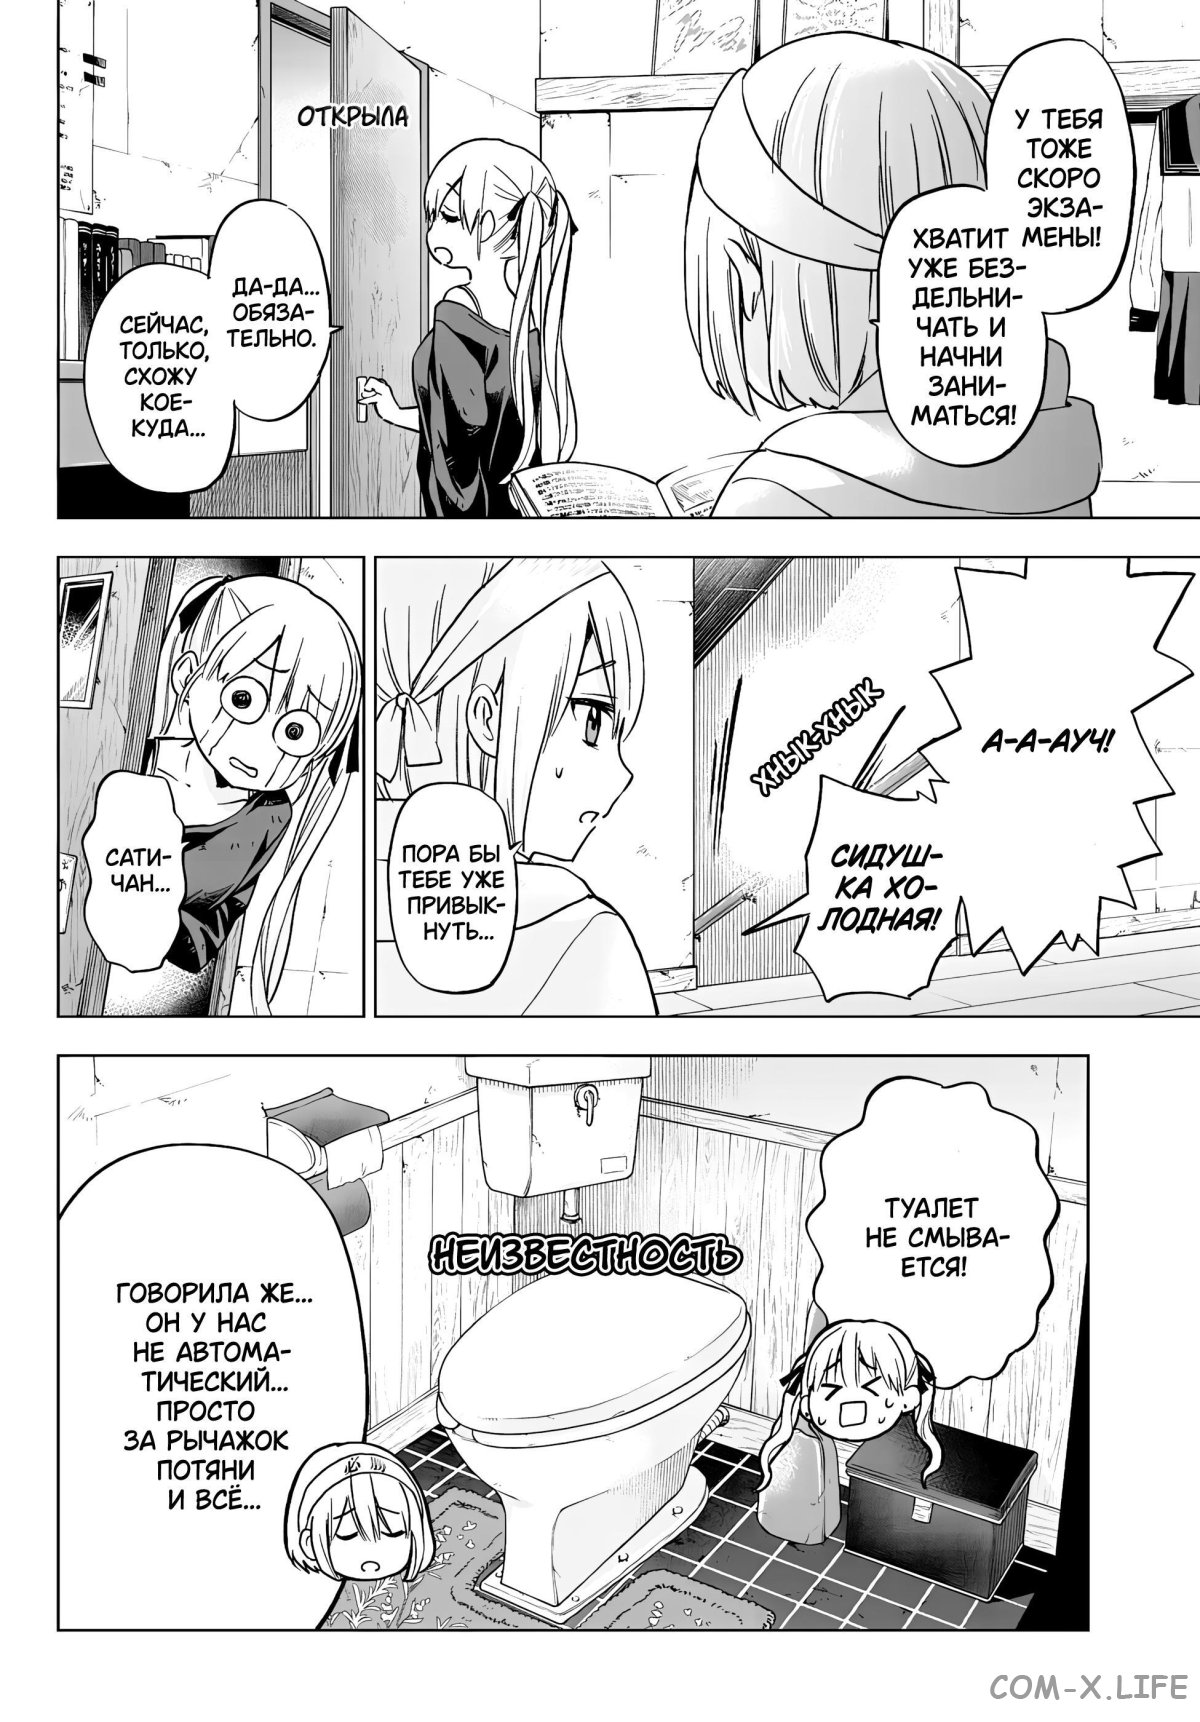 У ТЕБЯ
ТОЖЕ
СКОРО
ЭКЗА-
МЕНЫ!
ХВАТИТ
УЖЕ БЕЗ-
ДЕЛЬНИ-
ЧАТЬ И
НАЧНИ
ЗАНИ-
МАТЬСЯ!
ОТКРЫЛА
ДА-ДА...
ОБЯЗА-
ТЕЛЬНО.
СЕЙЧАС,
ТОЛЬКО,
СХОЖУ
КОЕ-
КУДА...
А-А-АУЧ!
СИДУШ-
КА ХО-
ЛОДНАЯ!
ХНЫК-ХНЫК
ПОРА БЫ
ТЕБЕ УЖЕ
ПРИВЫК-
НУТЬ...
САТИ-
ЧАН...
ТУАЛЕТ
НЕ СМЫВА-
ЕТСЯ!
НЕИЗВЕСТНОСТЬ
ГОВОРИЛА ЖЕ...
ОН У НАС
НЕ АВТОМА-
ТИЧЕСКИЙ...
ПРОСТО
ЗА РЫЧАЖОК
ПОТЯНИ
И ВСЁ...
COM-X.LIFE